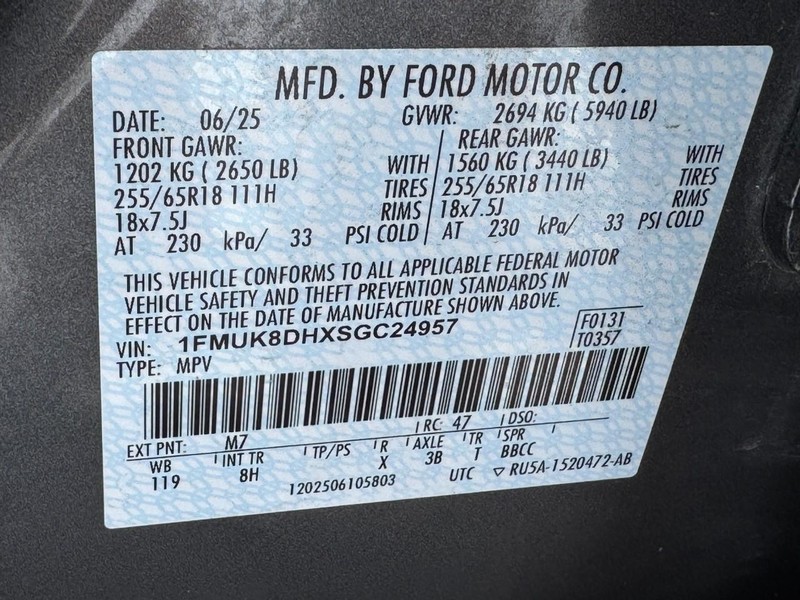 MFD. BY FORD MOTOR CO.
DATE: 06/25 GVWR: 2694 KG ( 5940 LB)
FRONT GAWR: REAR GAWR:
1202 KG ( 2650 LB) WITH 1560 KG ( 3440 LB) WITH
255/65R18 111H TIRES 255/65R18 111H TIRES
18x7.5J RIMS 18x7.5J RIMS
AT 230 kPa/ 33 PSI COLD AT 230 kPa/ 33 PSI COLD
THIS VEHICLE CONFORMS TO ALL APPLICABLE FEDERAL MOTOR
VEHICLE SAFETY AND THEFT PREVENTION STANDARDS IN
EFFECT ON THE DATE OF MANUFACTURE SHOWN ABOVE.
VIN: 1FMUK8DHXSGC24957 F0131
TYPE: MPV T0357
EXT PNT: M7 RC: 47 DSO:
WB INT TR TP/PS R AXLE TR SPR
119 8H X 3B T BBCC
1202506105803 UTC ▽ RU5A-1520472-AB